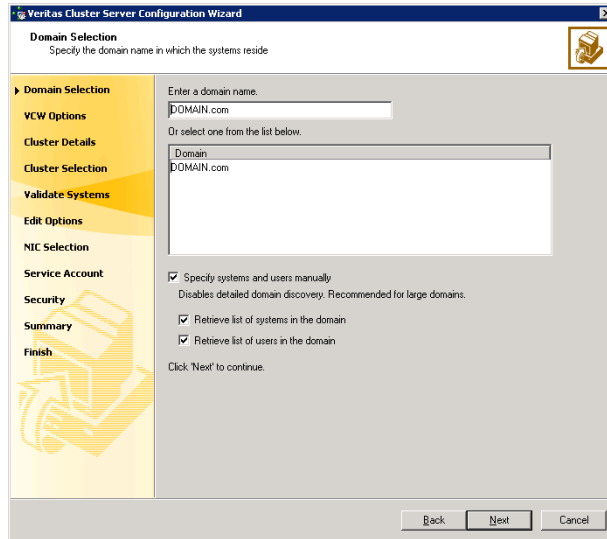 Veritas Cluster Server Configuration Wizard
Domain Selection
Specify the domain name in which the systems reside
Domain Selection
VCW Options
Cluster Details
Cluster Selection
Validate Systems
Edit Options
NIC Selection
Service Account
Security
Summary
Finish
Enter a domain name.
DOMAIN.com
Or select one from the list below.
Domain
DOMAIN.com
Specify systems and users manually
Disables detailed domain discovery. Recommended for large domains.
Retrieve list of systems in the domain
Retrieve list of users in the domain
Click 'Next' to continue.
Back Next Cancel